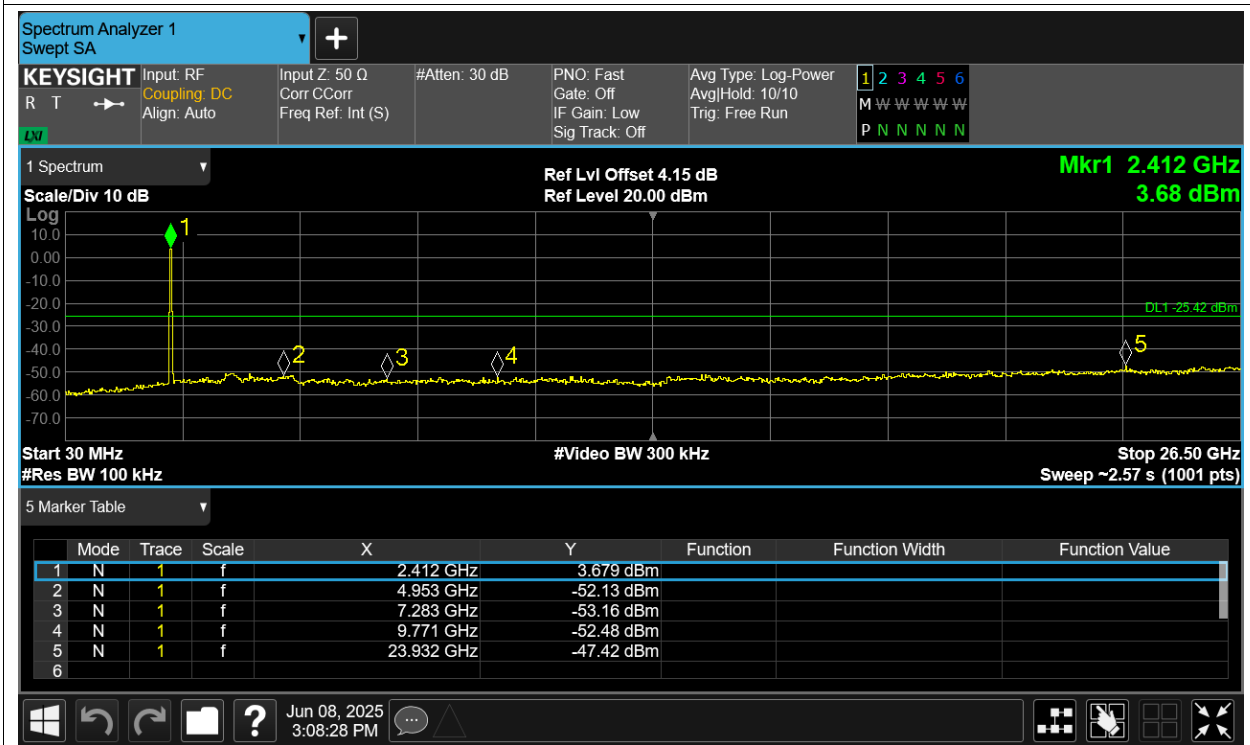 Spectrum Analyzer 1
Swept SA
KEYSIGHT
R T
LXI
Input: RF
Coupling: DC
Align: Auto
Input Z: 50 Ω
Corr CCorr
Freq Ref: Int (S)
#Atten: 30 dB
PNO: Fast
Gate: Off
IF Gain: Low
Sig Track: Off
Avg Type: Log-Power
Avg|Hold: 10/10
Trig: Free Run
1 2 3 4 5 6
M W W W W W
P N N N N N
1 Spectrum
Scale/Div 10 dB
Ref Lvl Offset 4.15 dB
Ref Level 20.00 dBm
Mkr1 2.412 GHz
3.68 dBm
Log
10.0
0.00
-10.0
-20.0
-30.0
-40.0
-50.0
-60.0
-70.0
1
2
3
4
5
DL1 -25.42 dBm
Start 30 MHz
#Video BW 300 kHz
Stop 26.50 GHz
#Res BW 100 kHz
Sweep ~2.57 s (1001 pts)
5 Marker Table
Mode Trace Scale X Y Function Function Width Function Value
1 N 1 f 2.412 GHz 3.679 dBm
2 N 1 f 4.953 GHz -52.13 dBm
3 N 1 f 7.283 GHz -53.16 dBm
4 N 1 f 9.771 GHz -52.48 dBm
5 N 1 f 23.932 GHz -47.42 dBm
6
?
Jun 08, 2025
3:08:28 PM